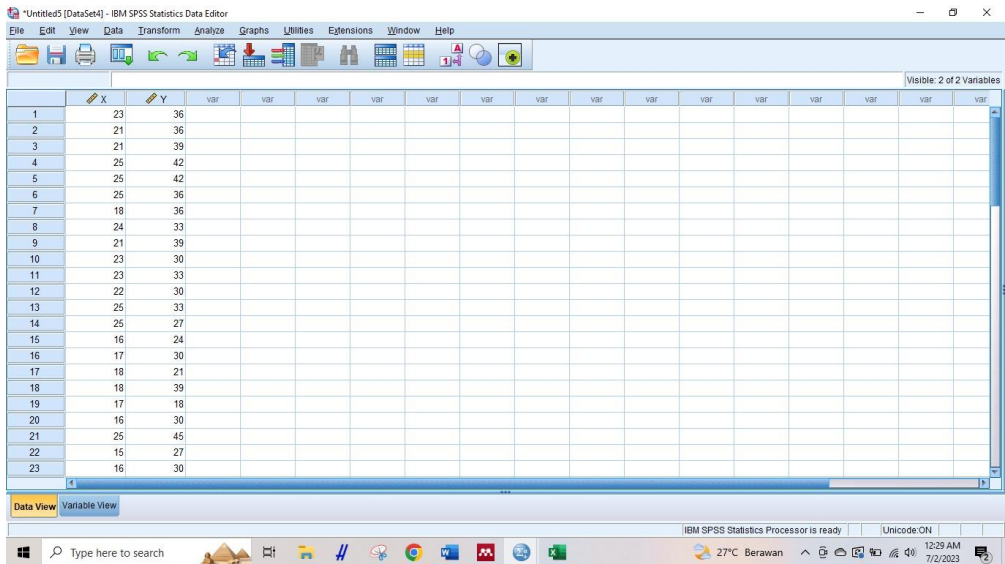 *Untitled5 [DataSet4] - IBM SPSS Statistics Data Editor
File Edit View Data Transform Analyze Graphs Utilities Extensions Window Help
Visible: 2 of 2 Variables
X Y var var var var var var var var var var var var var var var
1 23 36
2 21 36
3 21 39
4 25 42
5 25 42
6 25 36
7 18 36
8 24 33
9 21 39
10 23 30
11 23 33
12 22 30
13 25 33
14 25 27
15 16 24
16 17 30
17 18 21
18 18 39
19 17 18
20 16 30
21 25 45
22 15 27
23 16 30
Data View Variable View
IBM SPSS Statistics Processor is ready Unicode:ON
Type here to search 27°C Berawan 12:29 AM
7/2/2023